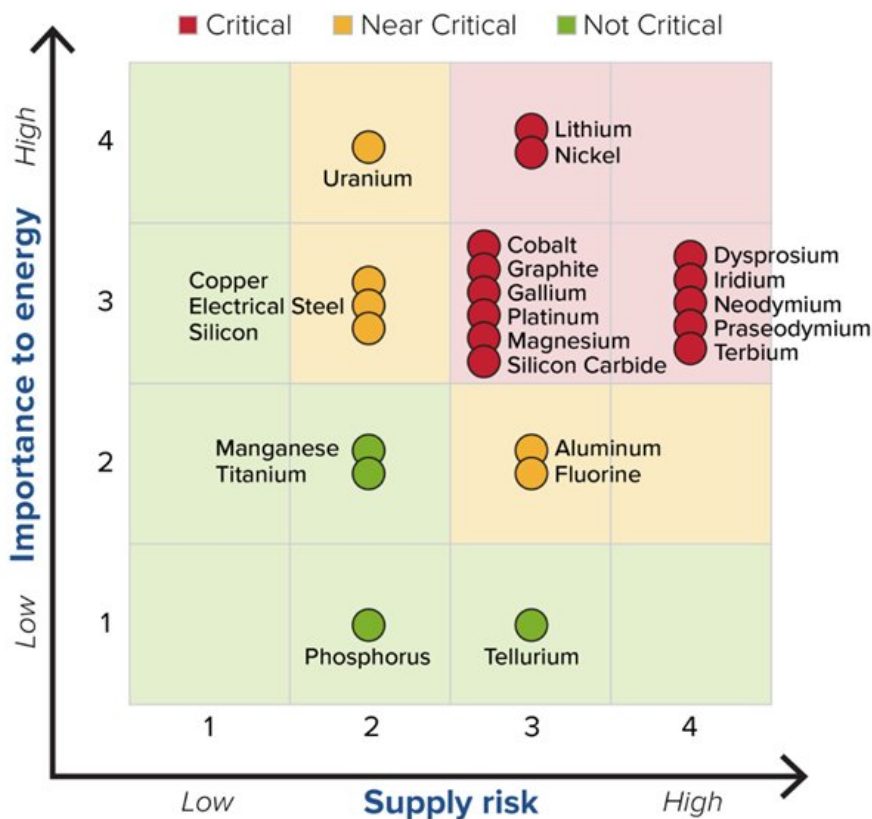 Critical
Near Critical
Not Critical
High
Importance to energy
Low
4
Uranium
Lithium
Nickel
3
Copper
Electrical Steel
Silicon
Cobalt
Graphite
Gallium
Platinum
Magnesium
Silicon Carbide
Dysprosium
Iridium
Neodymium
Praseodymium
Terbium
2
Manganese
Titanium
Aluminum
Fluorine
1
Phosphorus
Tellurium
1
2
3
4
Low
Supply risk
High